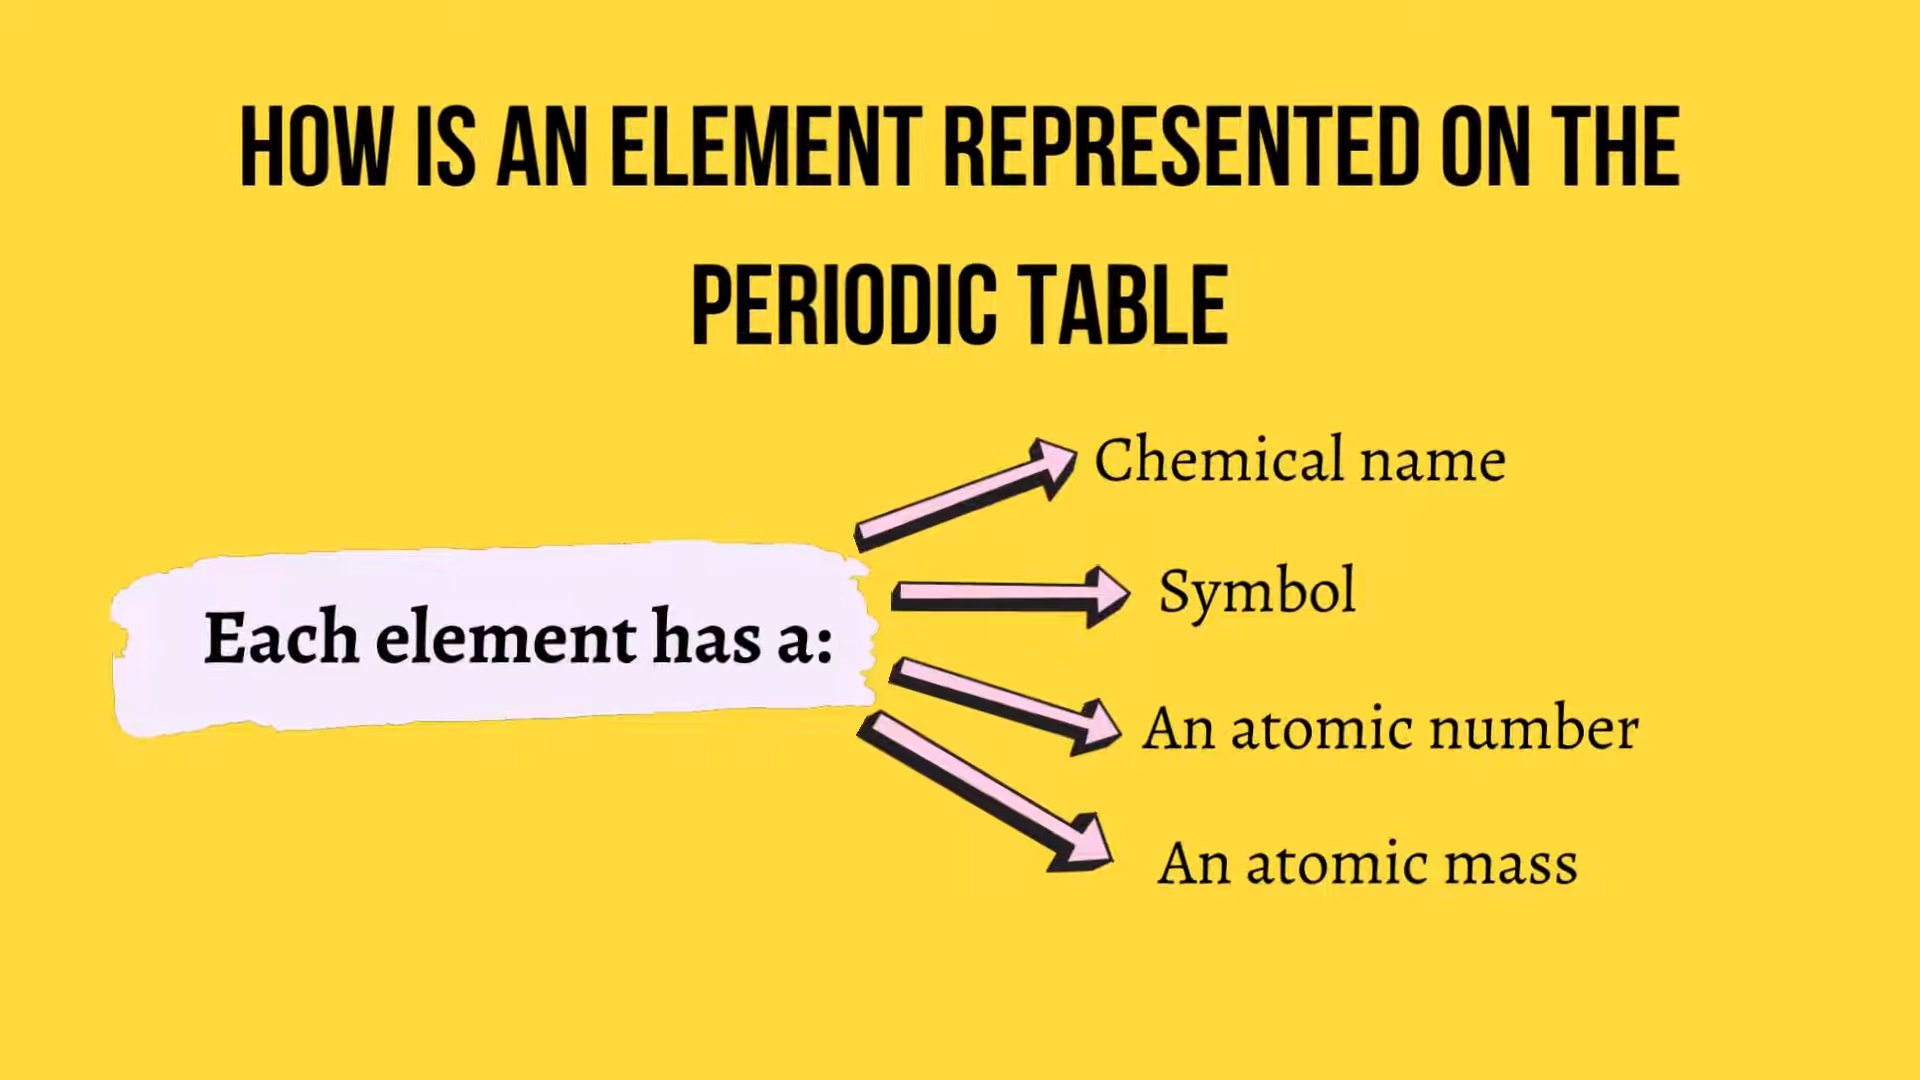 HOW IS AN ELEMENT REPRESENTED ON THE
PERIODIC TABLE
Each element has a:
Chemical name
Symbol
An atomic number
An atomic mass